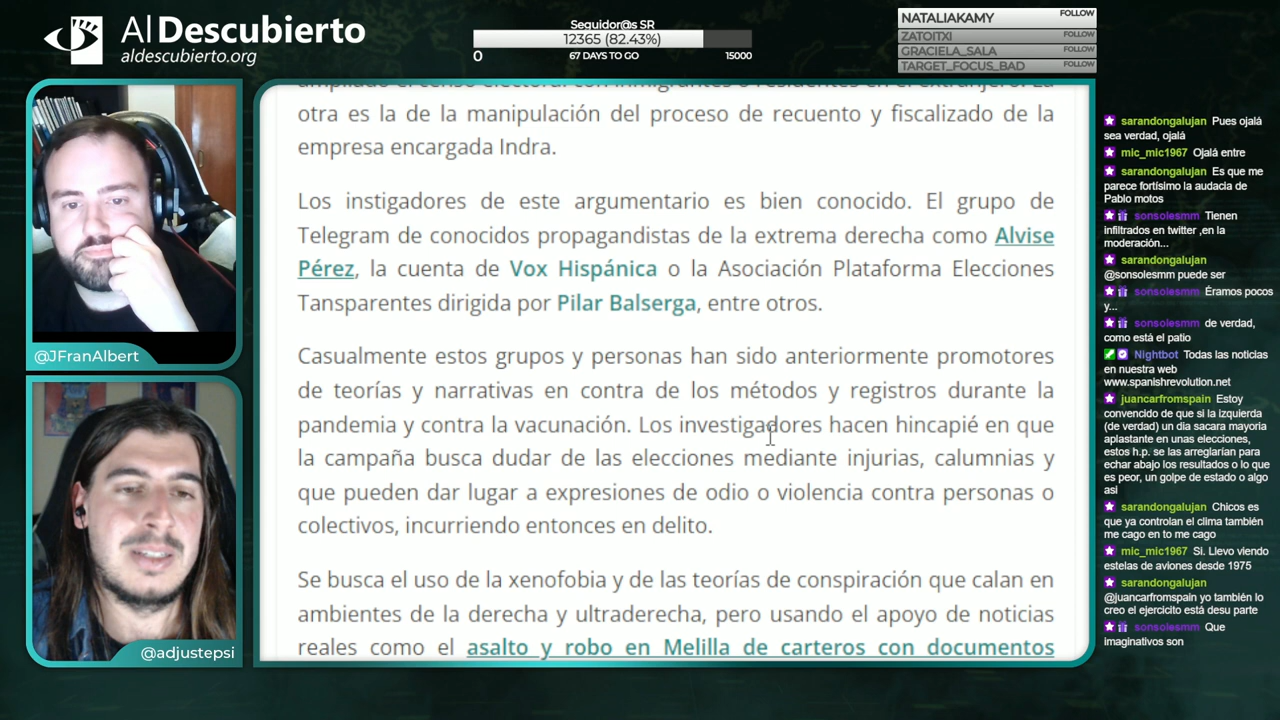 Al Descubierto
aldescubierto.org
Seguidor@s SR
12365 (82.43%)
0
67 DAYS TO GO
15000
NATALIAKAMY FOLLOW
ZATOITXI FOLLOW
GRACIELA_SALA FOLLOW
TARGET_FOCUS_BAD FOLLOW
otra es la de la manipulación del proceso de recuento y fiscalizado de la
empresa encargada Indra.
Los instigadores de este argumentario es bien conocido. El grupo de
Telegram de conocidos propagandistas de la extrema derecha como Alvise
Pérez, la cuenta de Vox Hispánica o la Asociación Plataforma Elecciones
Tansparentes dirigida por Pilar Balserga, entre otros.
Casualmente estos grupos y personas han sido anteriormente promotores
de teorías y narrativas en contra de los métodos y registros durante la
pandemia y contra la vacunación. Los investigadores hacen hincapié en que
la campaña busca dudar de las elecciones mediante injurias, calumnias y
que pueden dar lugar a expresiones de odio o violencia contra personas o
colectivos, incurriendo entonces en delito.
Se busca el uso de la xenofobia y de las teorías de conspiración que calan en
ambientes de la derecha y ultraderecha, pero usando el apoyo de noticias
reales como el asalto y robo en Melilla de carteros con documentos
@JFranAlbert
@adjustepsi
sarandongalujan Pues ojalá
sea verdad, ojalá
mic_mic1967 Ojalá entre
sarandongalujan Es que me
parece fortísimo la audacia de
Pablo motos
sonsolesmm Tienen
infiltrados en twitter ,en la
moderación...
sarandongalujan
@sonsolesmm puede ser
sonsolesmm Éramos pocos
y...
sonsolesmm de verdad,
como está el patio
Nightbot Todas las noticias
en nuestra web
www.spanishrevolution.net
juancarfromspain Estoy
convencido de que si la izquierda
(de verdad) un dia sacara mayoria
aplastante en unas elecciones,
estos h.p. se las arreglarían para
echar abajo los resultados o lo que
es peor, un golpe de estado o algo
asi
sarandongalujan Chicos es
que ya controlan el clima también
me cago en to me cago
mic_mic1967 Si. Llevo viendo
estelas de aviones desde 1975
sarandongalujan
@juancarfromspain yo también lo
creo el ejercicito está desu parte
sonsolesmm Que
imaginativos son